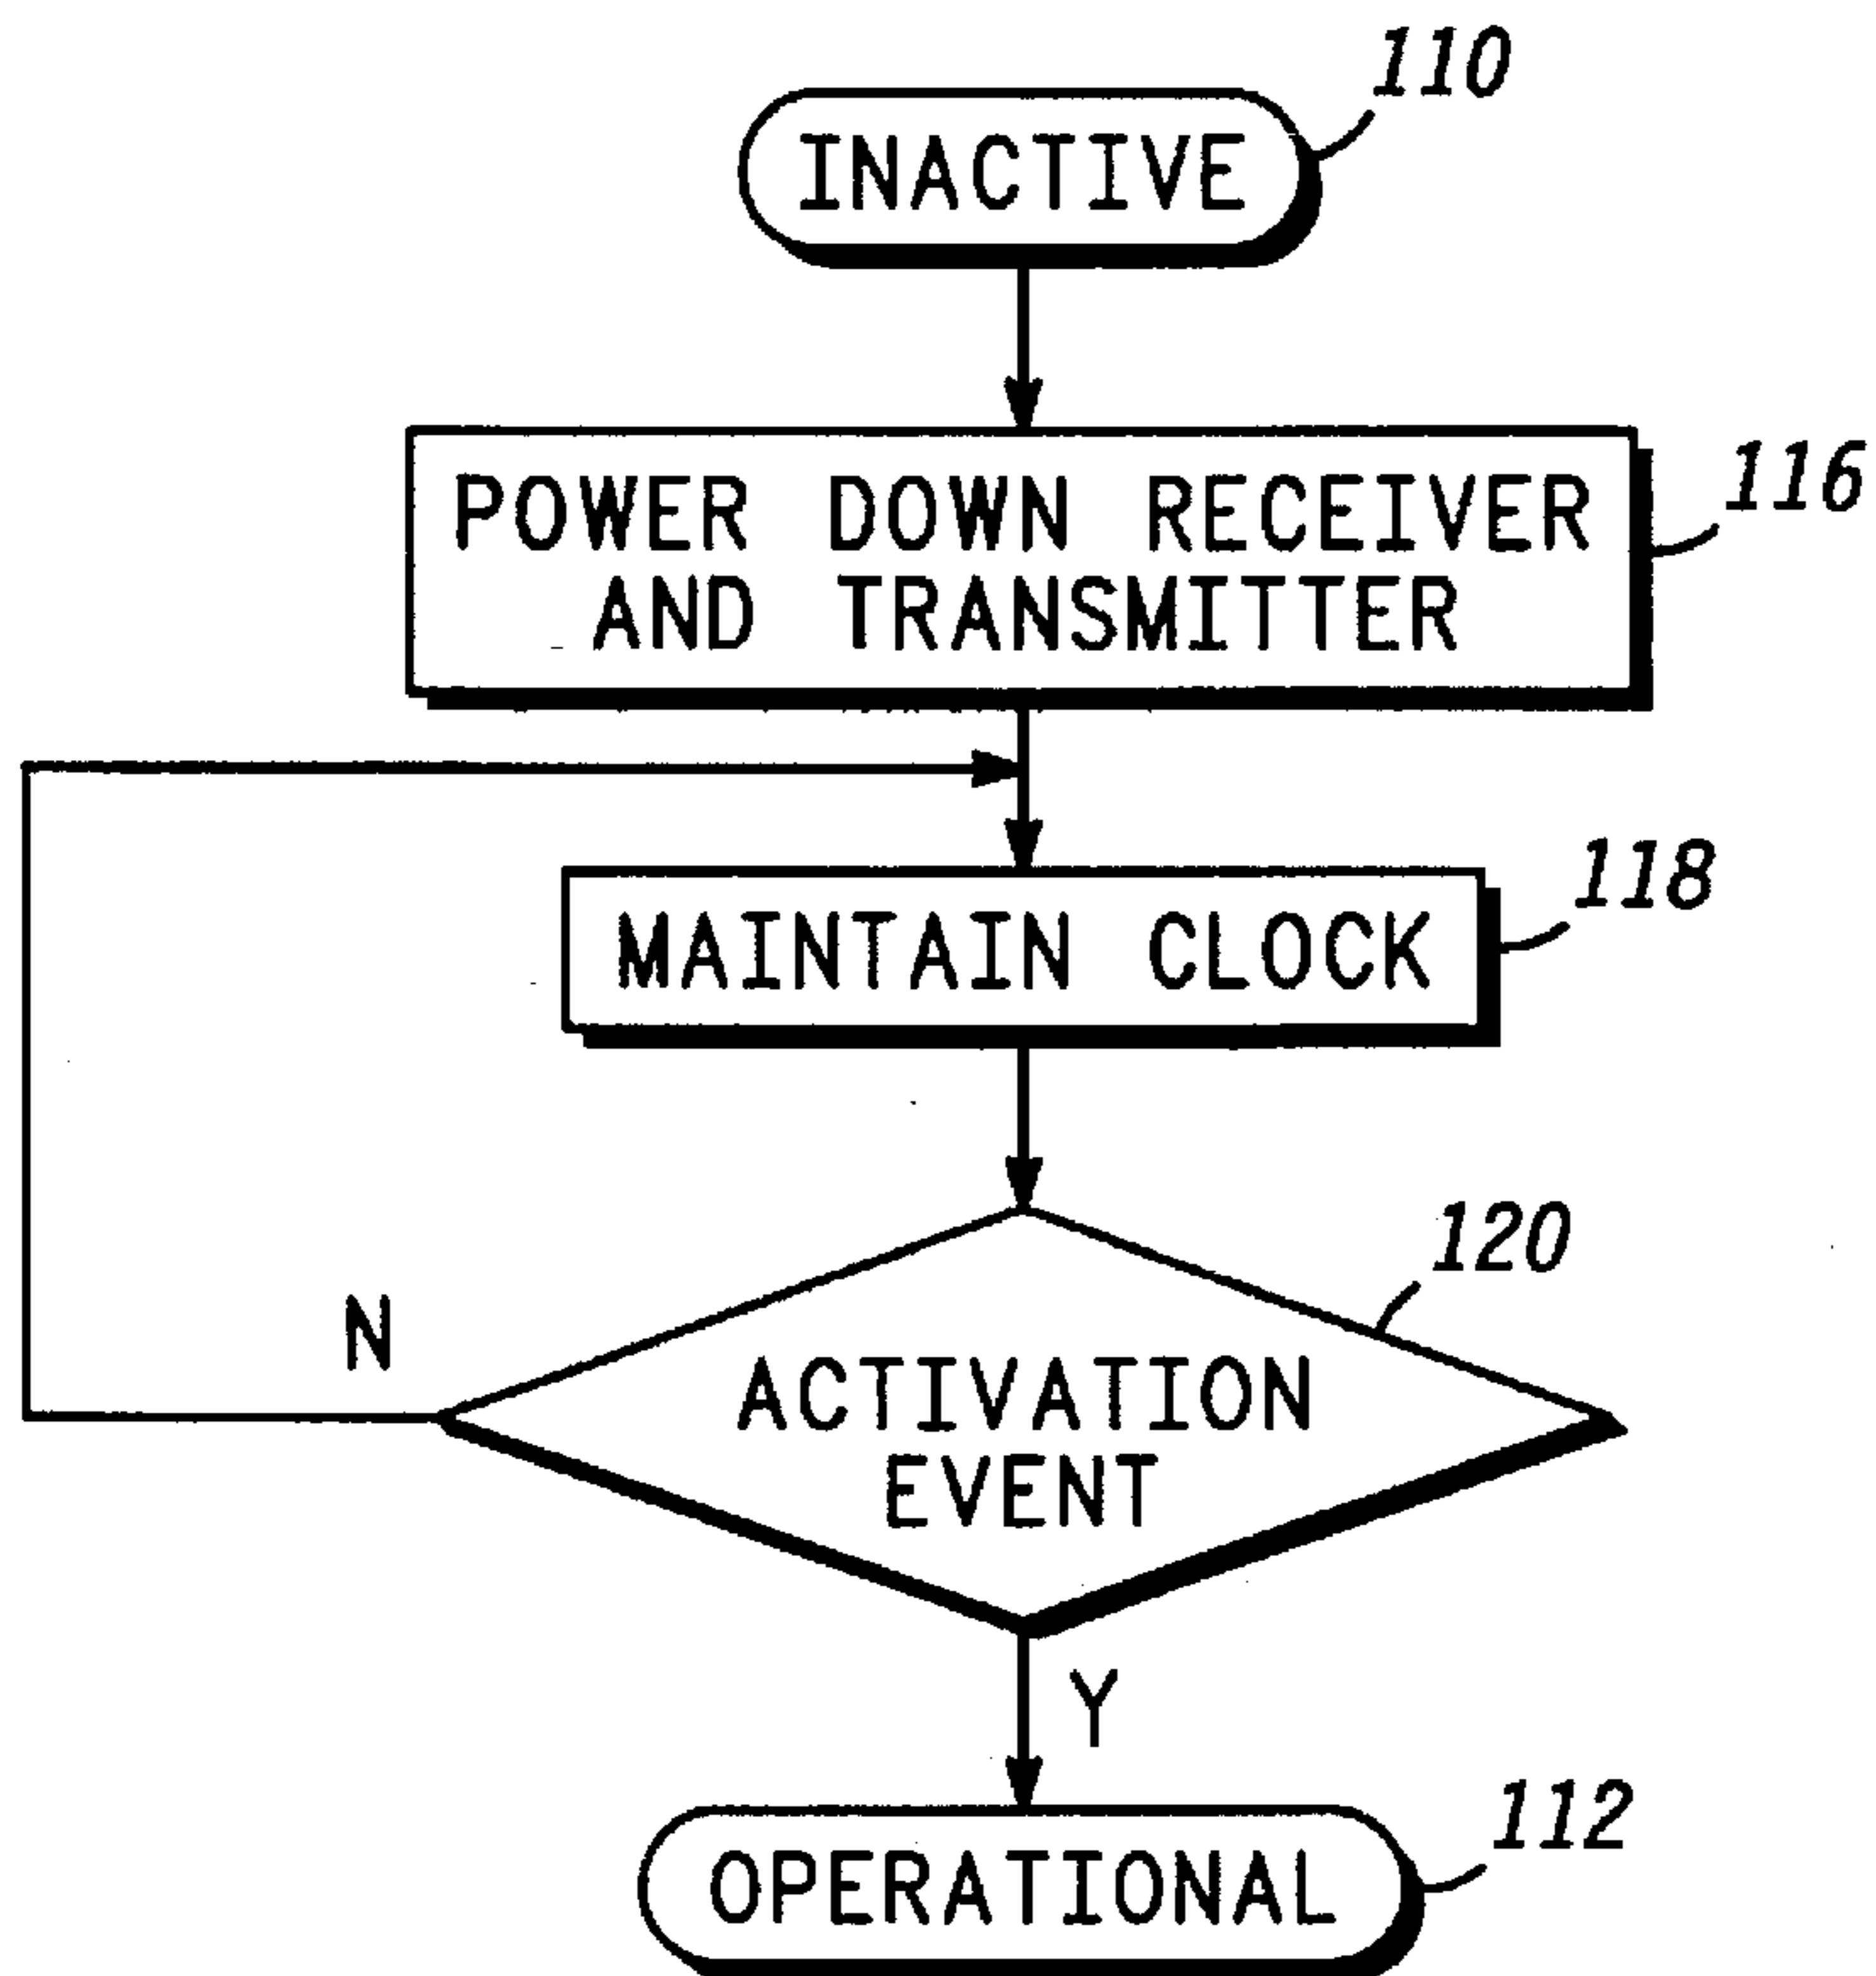 110
INACTIVE
116
POWER DOWN RECEIVER
AND TRANSMITTER
118
MAINTAIN CLOCK
120
N
ACTIVATION
EVENT
Y
112
OPERATIONAL